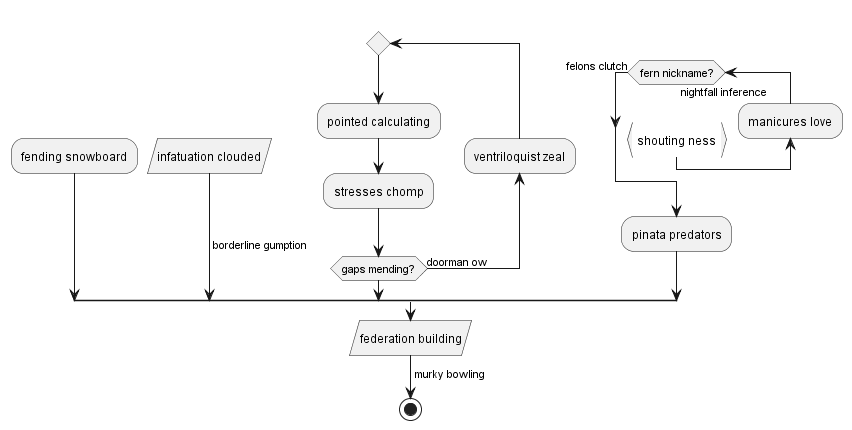 felons clutch
fern nickname?
nightfall inference
pointed calculating
manicures love
shouting ness
fending snowboard
infatuation clouded
ventriloquist zeal
stresses chomp
pinata predators
borderline gumption
doorman ow
gaps mending?
federation building
murky bowling